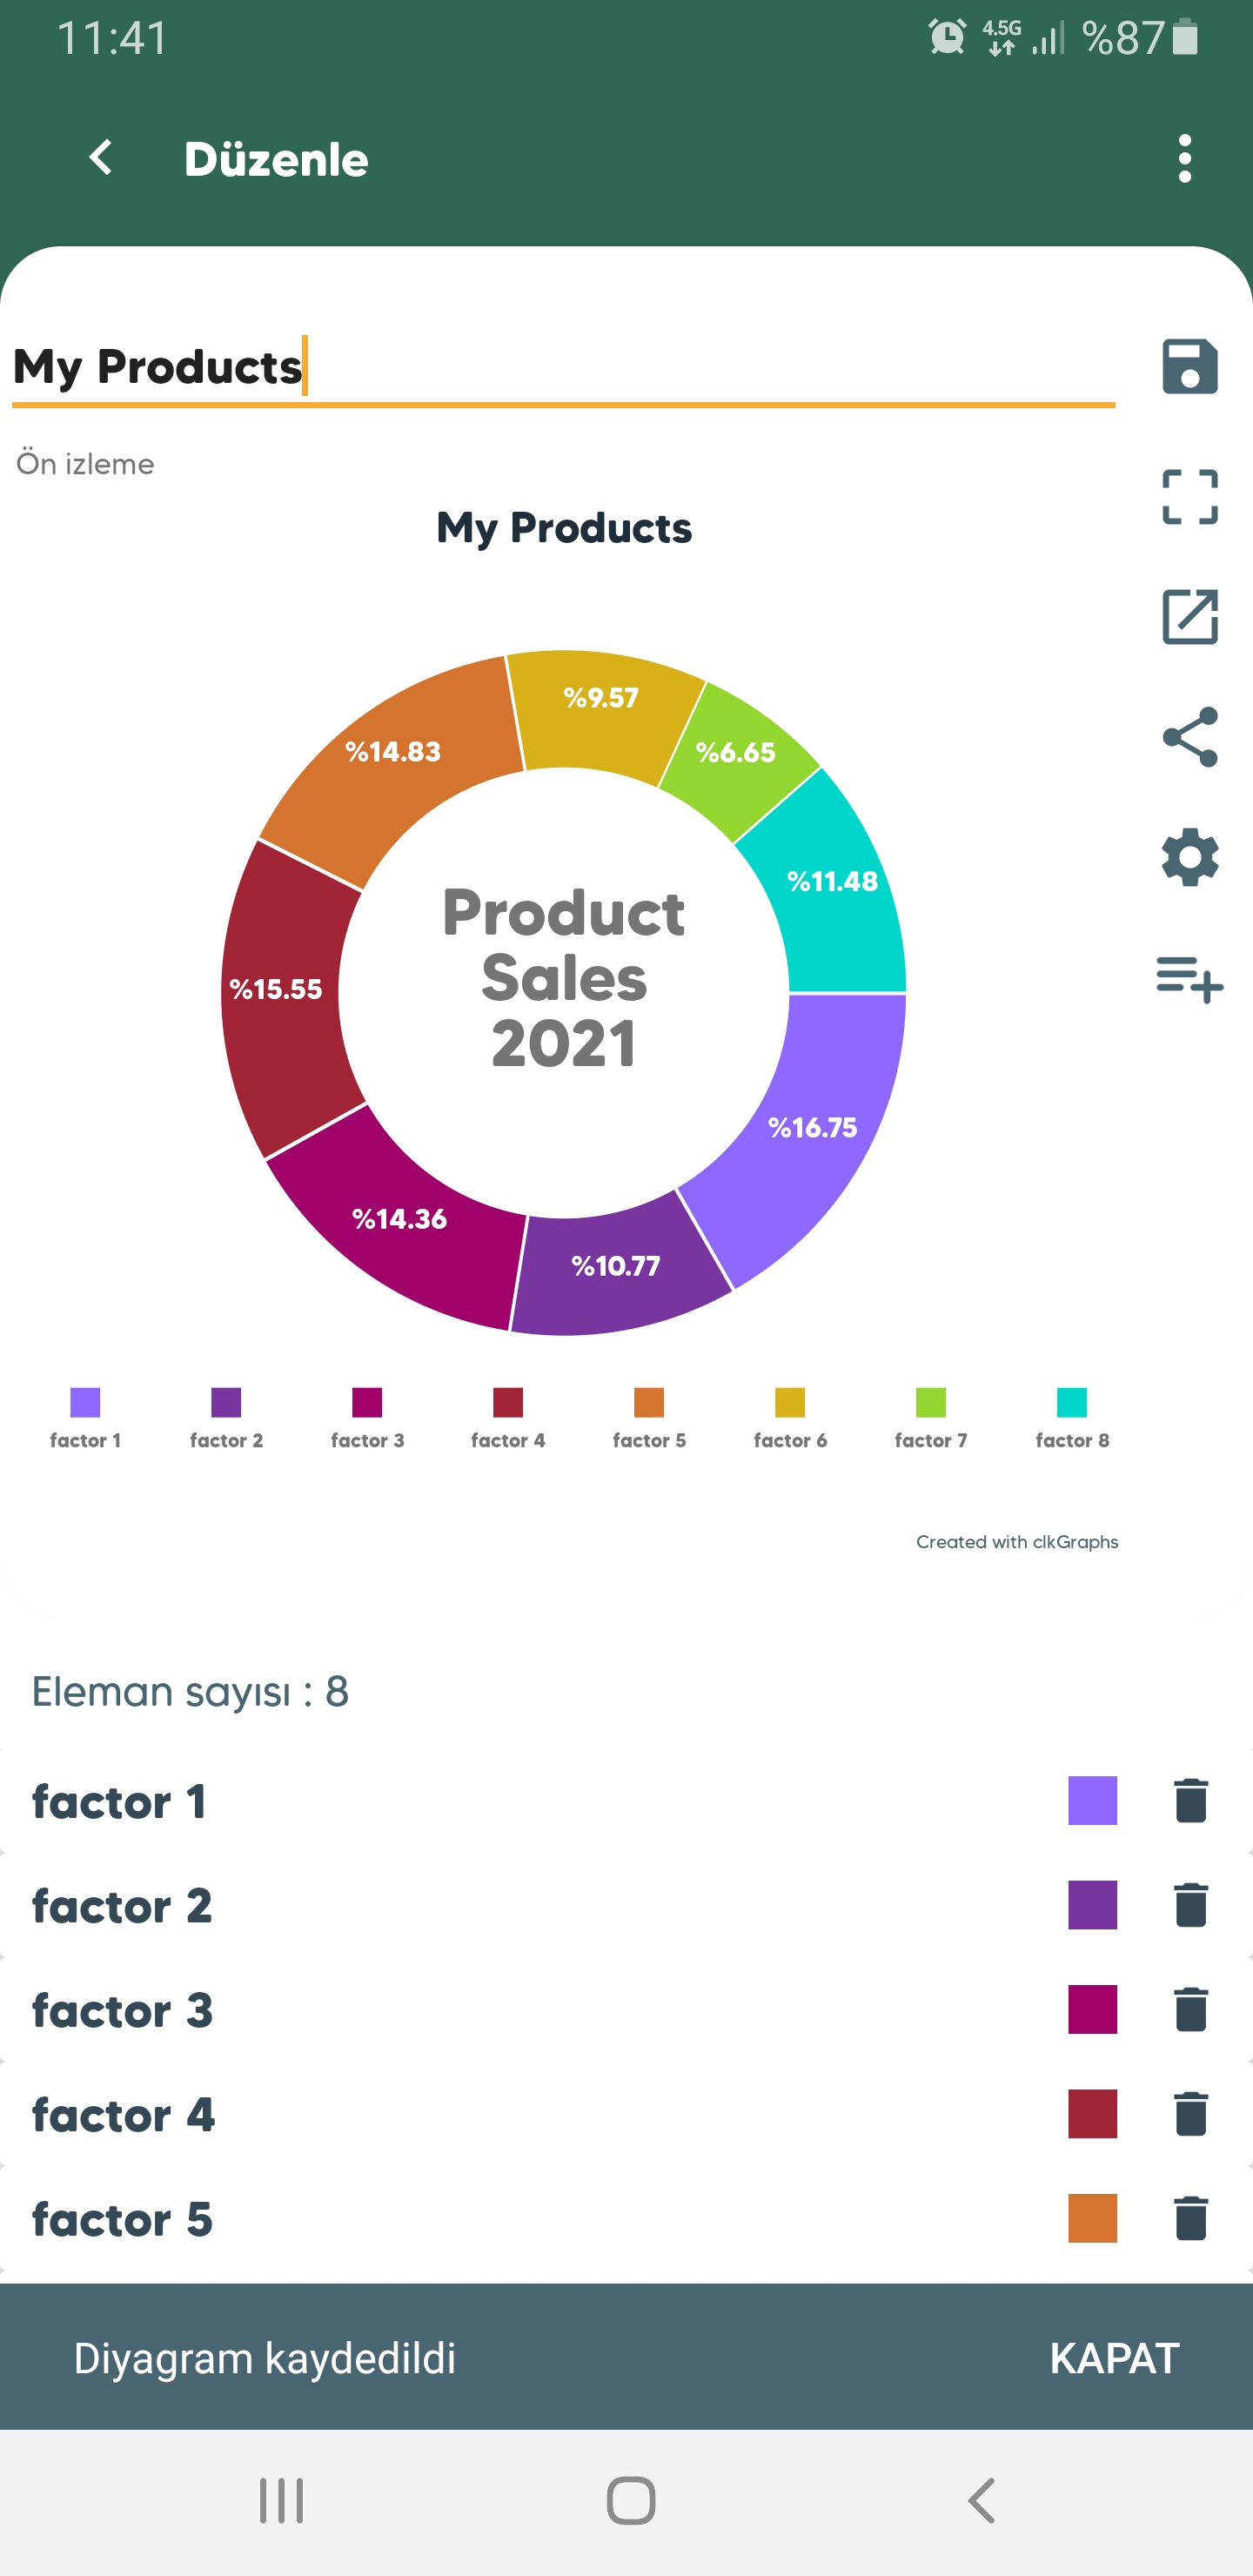 11:41
4.5G
%87
Düzenle
My Products
Ön izleme
My Products
%9.57
%14.83
%6.65
%11.48
Product
Sales
2021
%15.55
%16.75
%14.36
%10.77
factor 1 factor 2 factor 3 factor 4 factor 5 factor 6 factor 7 factor 8
Created with clkGraphs
Eleman sayısı : 8
factor 1
factor 2
factor 3
factor 4
factor 5
Diyagram kaydedildi KAPAT